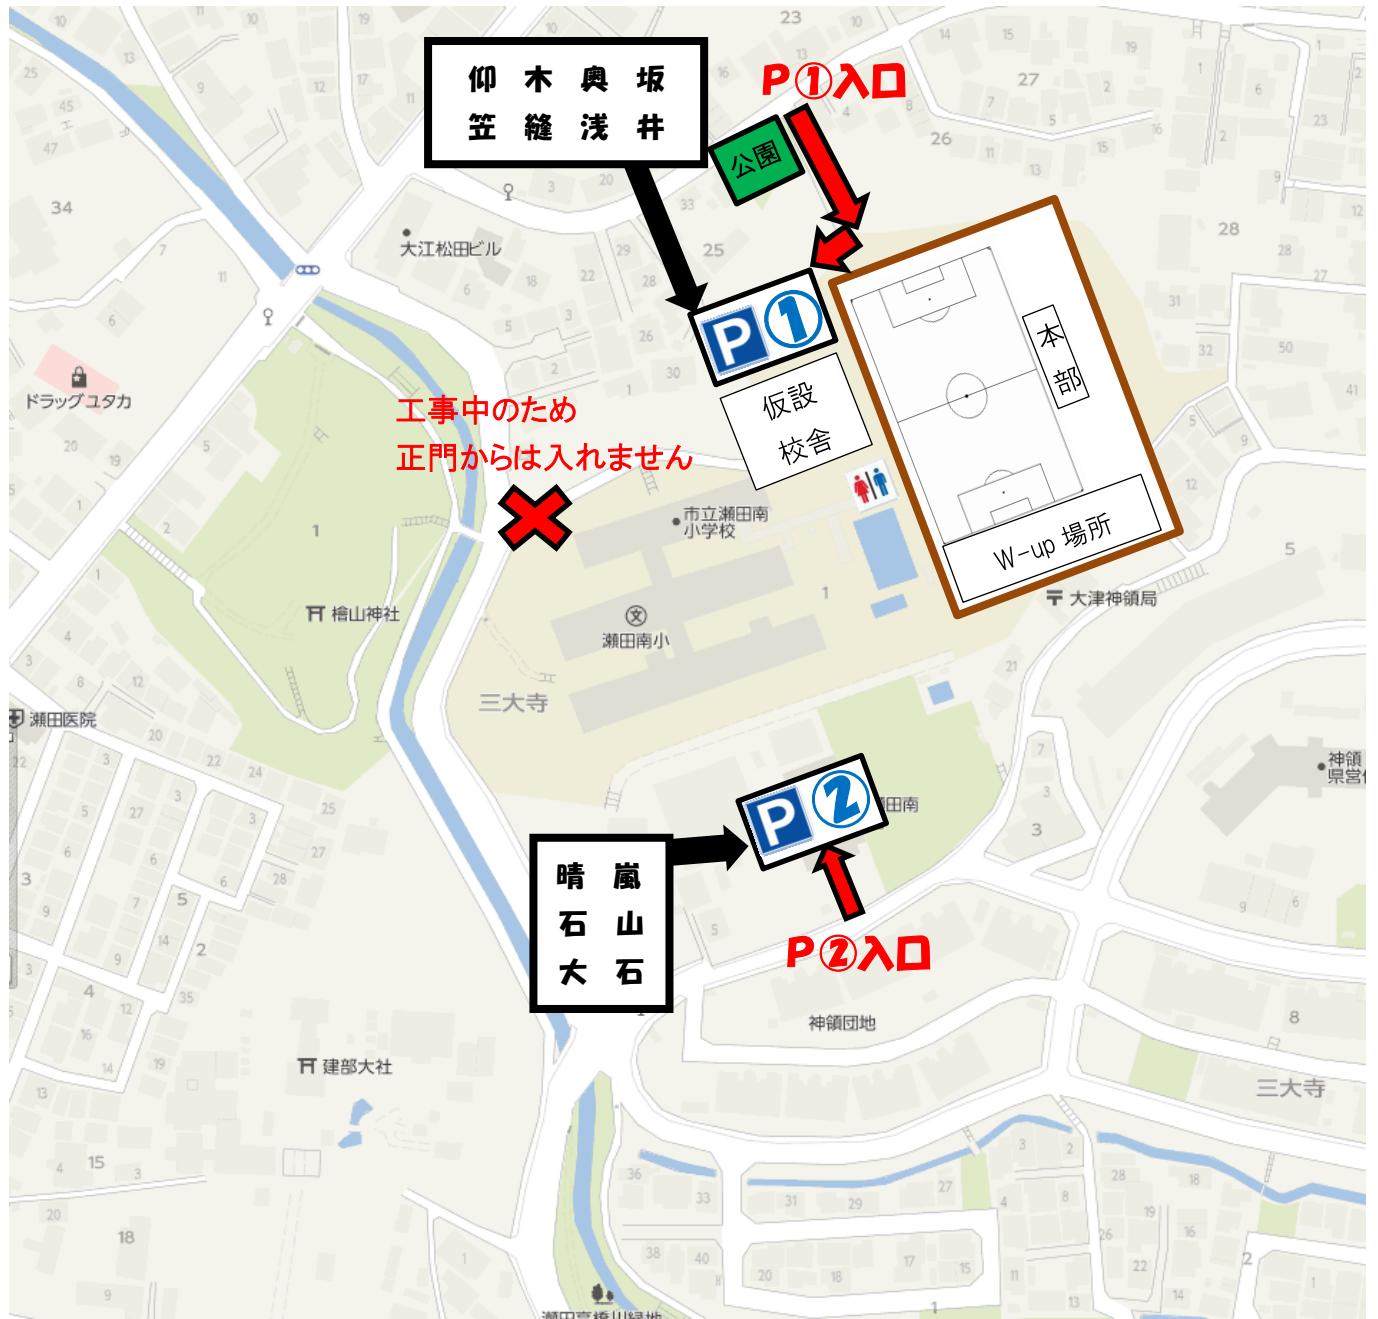 仰木奥坂
笠縫浅井
P①入口
公園
大江松田ビル
P①
仮設
校舎
本部
W-up 場所
ドラッグユタカ
工事中のため
正門からは入れません
市立瀬田南
小学校
文
瀬田南小
檜山神社
大津神領局
三大寺
瀬田医院
神領
P②
田南
晴嵐
石山
大石
P②入口
神領団地
建部大社
三大寺